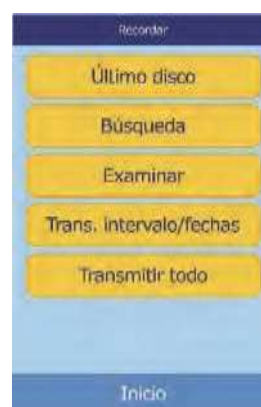 Recordar
Último disco
Búsqueda
Examinar
Trans. intervalo/fechas
Transmitir todo
Inicio